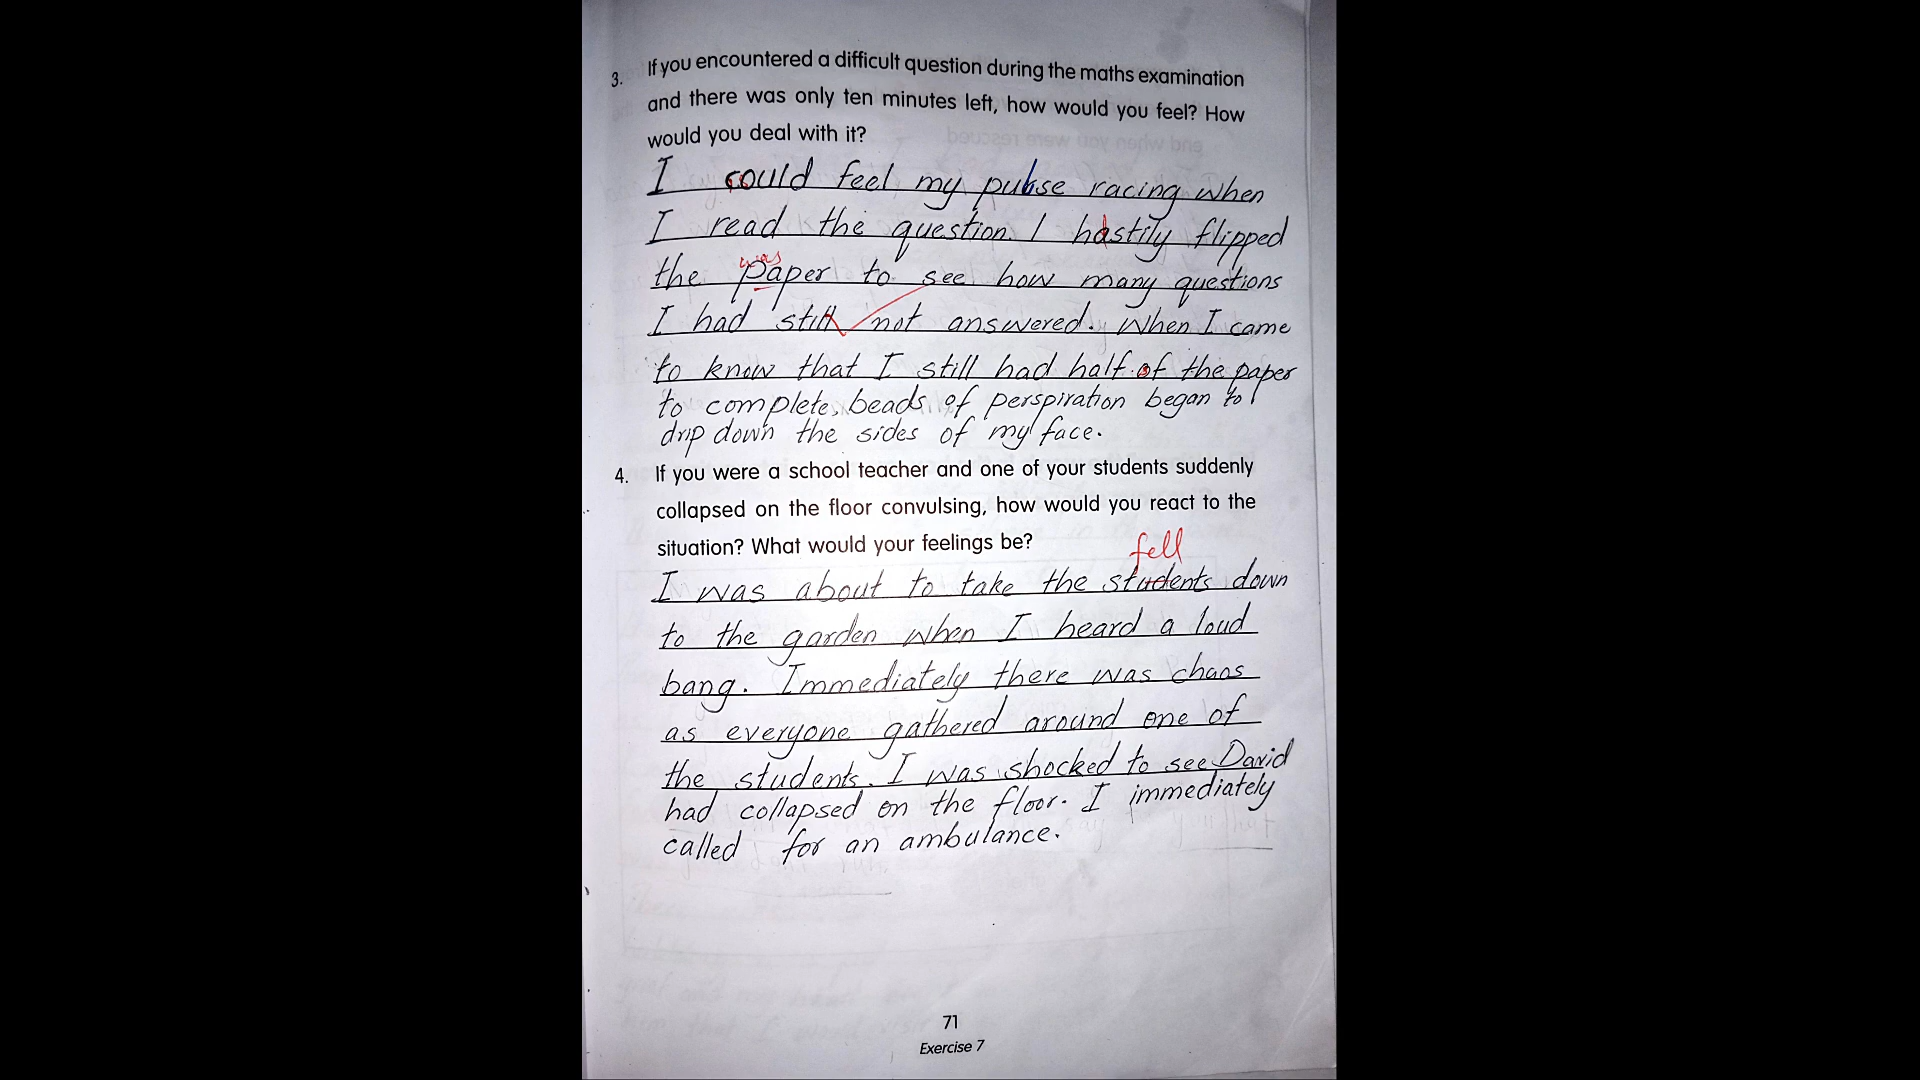 3. If you encountered a difficult question during the maths examination
and there was only ten minutes left, how would you feel? How
would you deal with it?
I could feel my pulse racing when
I read the question. I hastily flipped
was
the paper to see how many questions
I had still not answered. When I came
to know that I still had half of the paper
to complete, beads of perspiration began to
drip down the sides of my face.
4. If you were a school teacher and one of your students suddenly
collapsed on the floor convulsing, how would you react to the
situation? What would your feelings be?
fell
I was about to take the students down
to the garden when I heard a loud
bang. Immediately there was chaos
as everyone gathered around one of
the students. I was shocked to see David
had collapsed on the floor. I immediately
called for an ambulance.
71
Exercise 7